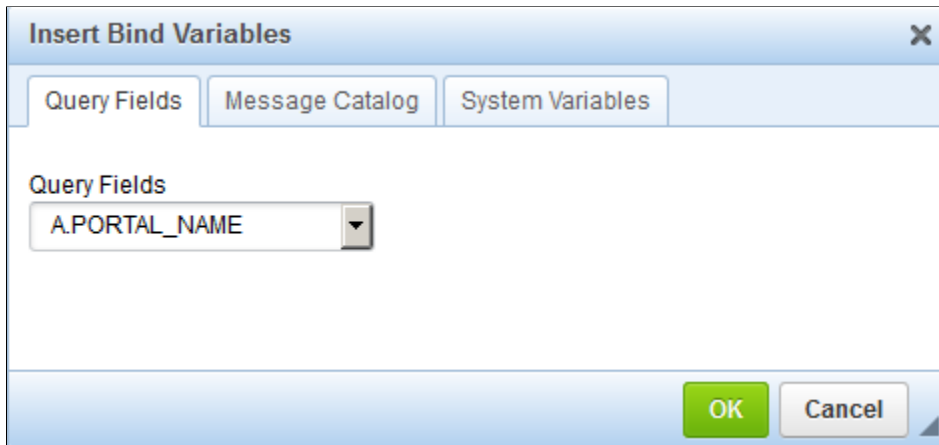 Insert Bind Variables
Query Fields Message Catalog System Variables
Query Fields
A.PORTAL_NAME
OK Cancel